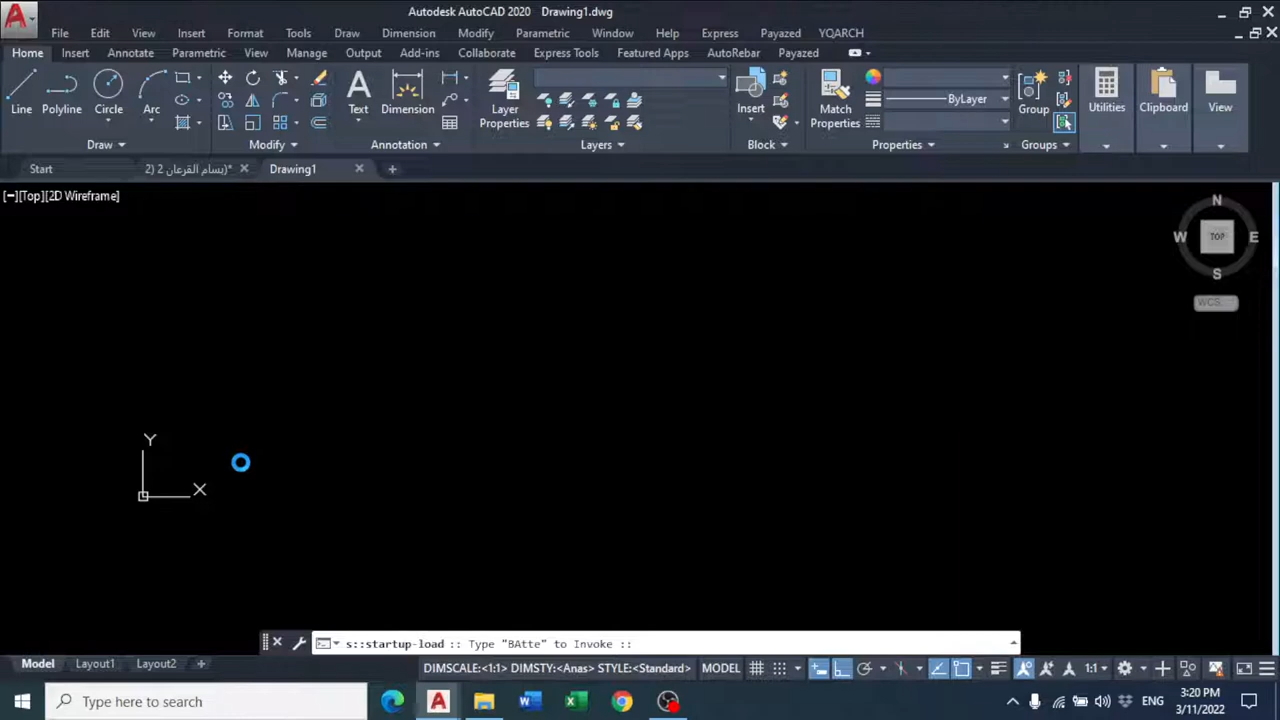 Autodesk AutoCAD 2020 Drawing1.dwg
File Edit View Insert Format Tools Draw Dimension Modify Parametric Window Help Express Payazed YQARCH
Home Insert Annotate Parametric View Manage Output Add-ins Collaborate Express Tools Featured Apps AutoRebar Payazed
Line Polyline Circle Arc Text Dimension Layer Properties Insert Match Properties ByLayer Group Utilities Clipboard View
Draw Modify Annotation Layers Block Properties Groups
Start بسام القرعان 2 (2)* Drawing1
[−][Top][2D Wireframe]
N
W TOP E
S
WCS
Y
X
s::startup-load :: Type "BAtte" to Invoke ::
Model Layout1 Layout2 DIMSCALE:<1:1> DIMSTY:<Anas> STYLE:<Standard> MODEL 1:1
Type here to search ENG 3:20 PM
3/11/2022